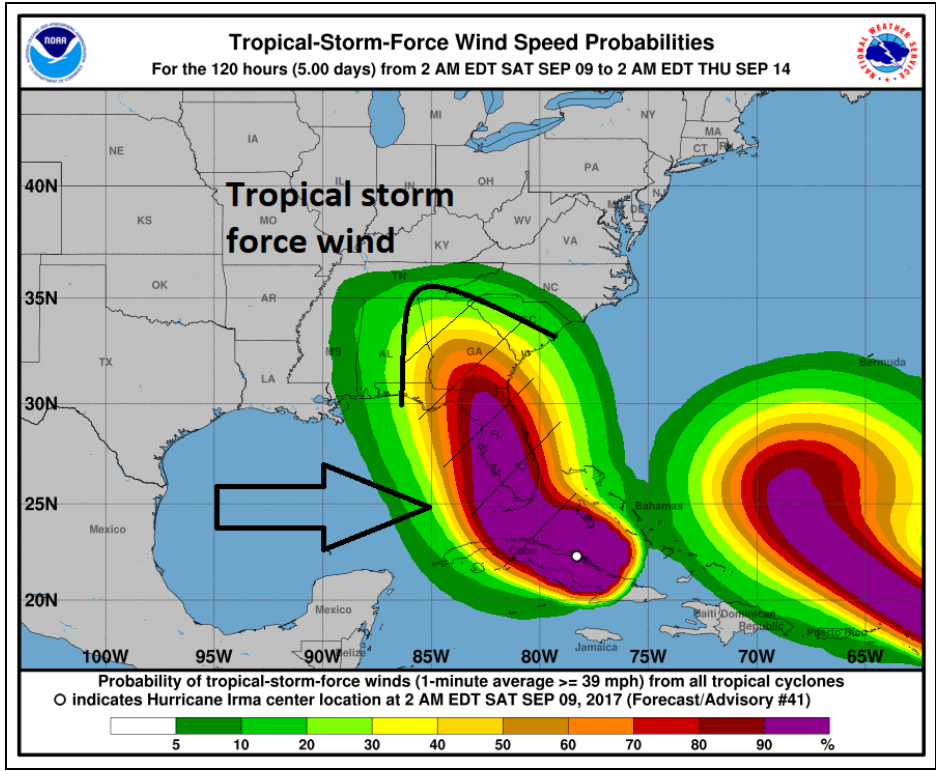 NOAA
Tropical-Storm-Force Wind Speed Probabilities
For the 120 hours (5.00 days) from 2 AM EDT SAT SEP 09 to 2 AM EDT THU SEP 14
NATIONAL WEATHER SERVICE
MI
NY
MA
CT
NE
IA
PA
IL
IN
OH
NJ
DE
40N
Tropical storm
force wind
MO
KS
WV
VA
KY
TN
NC
OK
35N
AR
SC
MS
AL
GA
TX
Bermuda
LA
30N
FL
25N
Bahamas
Mexico
Cuba
20N
Mexico
Haiti
Dominican
Republic
Puerto Rico
Belize
Jamaica
100W
95W
90W
85W
80W
75W
70W
65W
Probability of tropical-storm-force winds (1-minute average >= 39 mph) from all tropical cyclones
O indicates Hurricane Irma center location at 2 AM EDT SAT SEP 09, 2017 (Forecast/Advisory #41)
5 10 20 30 40 50 60 70 80 90 %